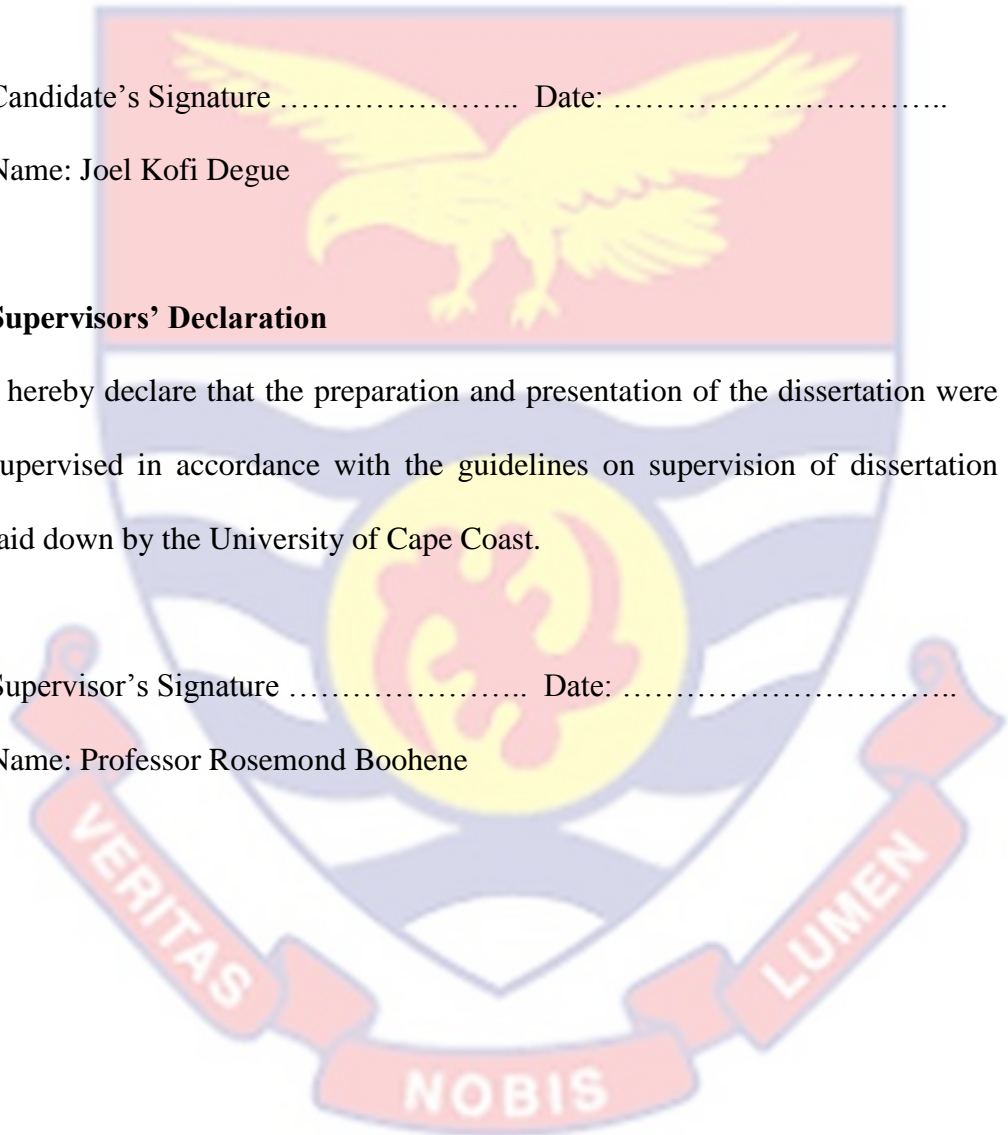 Candidate’s Signature ………………….. Date: …………………………..
Name: Joel Kofi Degue
Supervisors’ Declaration
hereby declare that the preparation and presentation of the dissertation were
supervised in accordance with the guidelines on supervision of dissertation
laid down by the University of Cape Coast.
Supervisor’s Signature ………………….. Date: …………………………..
Name: Professor Rosemond Boohene
VERITAS
NOBIS
LUMEN